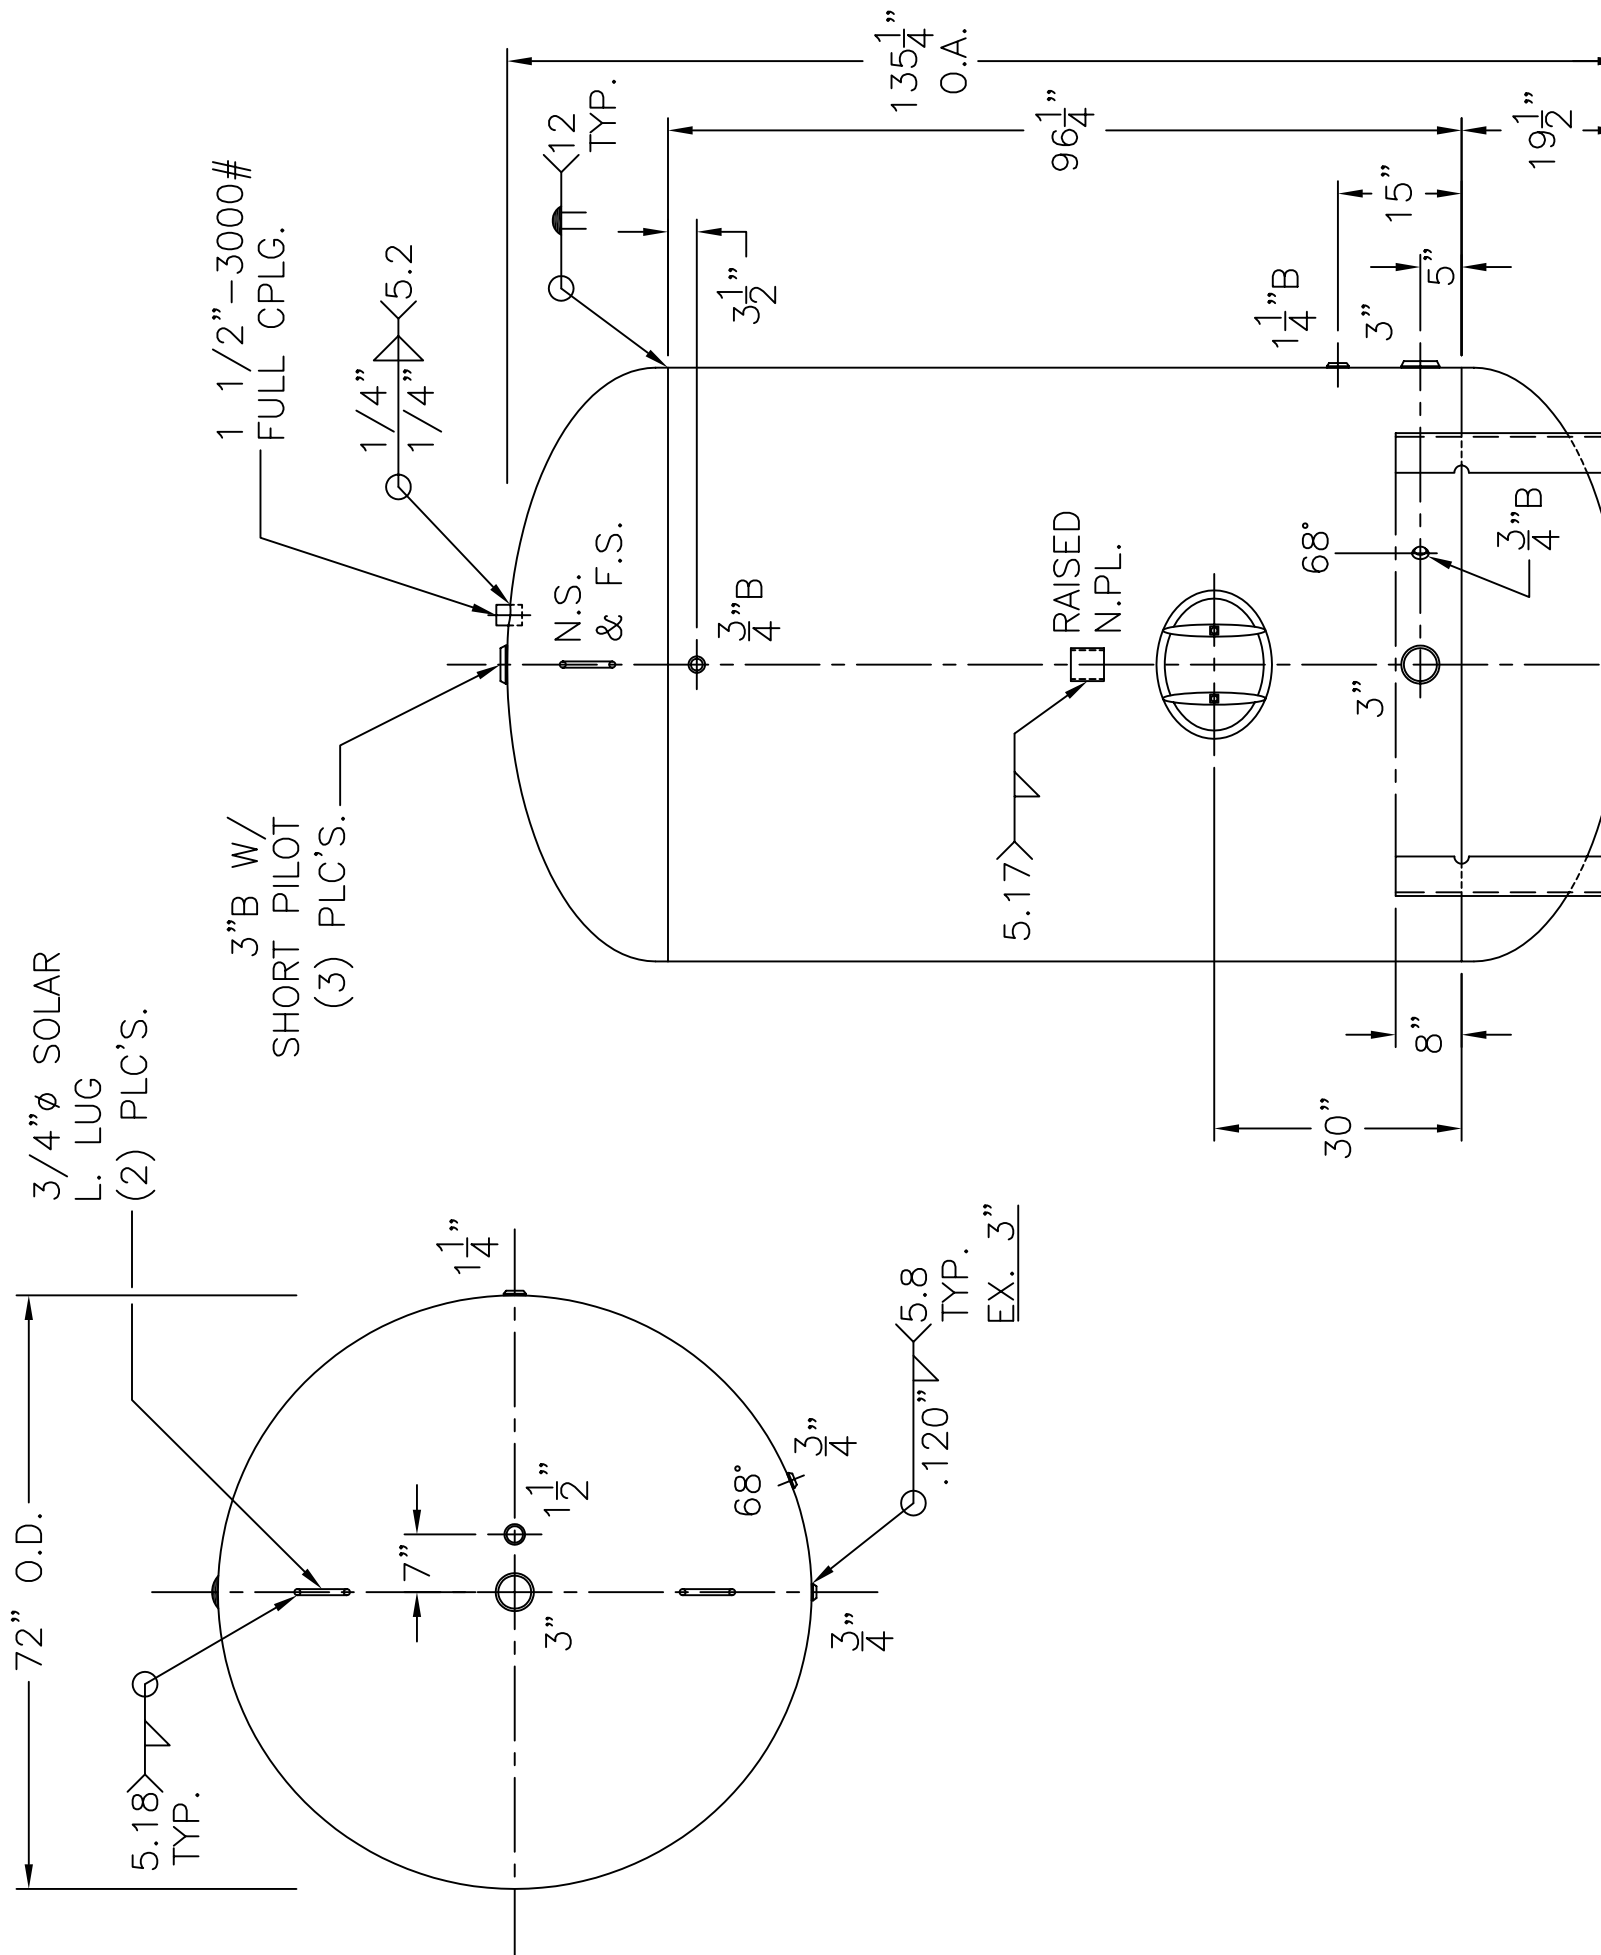 72" O.D.
3/4"ø SOLAR
L. LUG
(2) PLC'S.
5.18
TYP.
7"
1 1/2"
3"
1 1/4"
68°
3/4"
3/4"
.120"
5.8
TYP.
EX. 3"
3"B W/
SHORT PILOT
(3) PLC'S.
1 1/2"-3000#
FULL CPLG.
1/4"
1/4"
5.2
12
TYP.
N.S.
& F.S.
3/4"B
3 1/2"
135 1/4"
O.A.
96 1/4"
19 1/2"
15"
5"
1 1/4"B
3"
RAISED
N.PL.
5.17
68°
3/4"B
3"
8"
30"